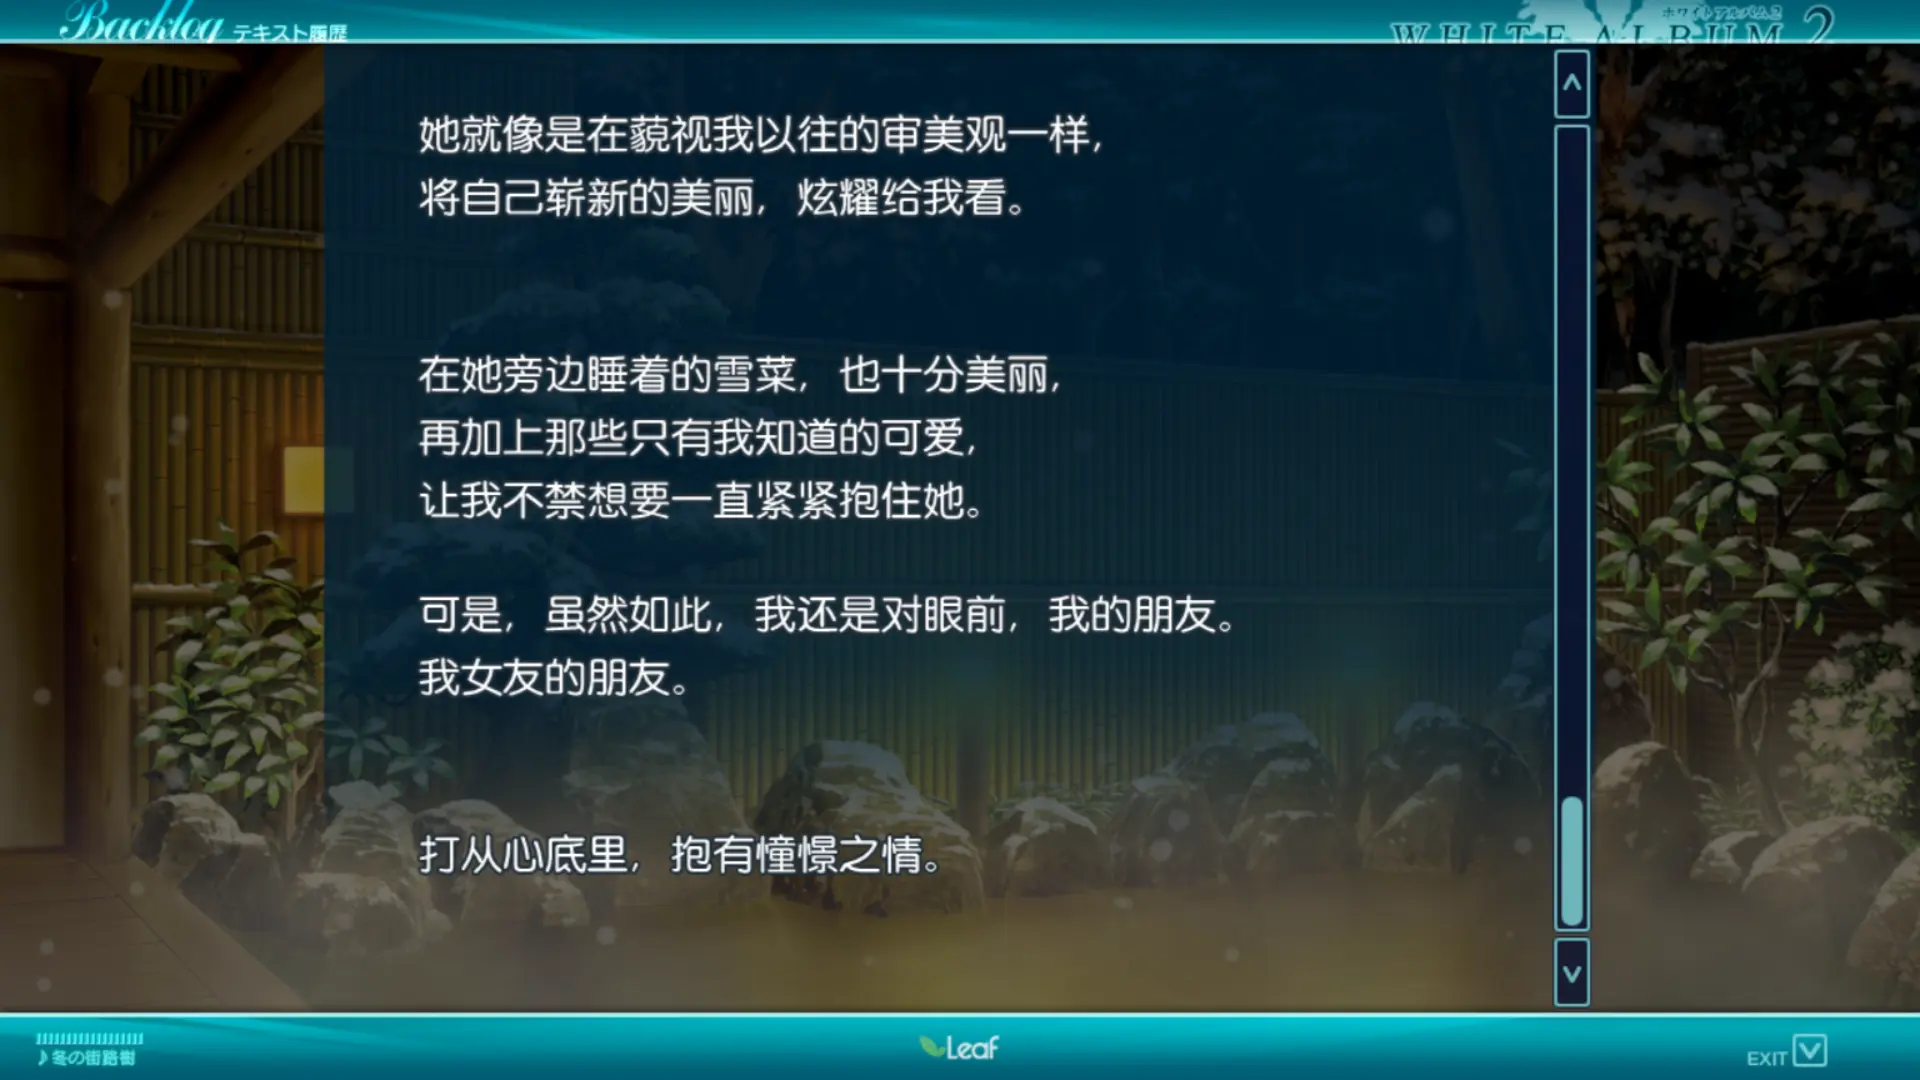 Backlog テキスト履歴
ホワイトアルバム2
WHITE ALBUM 2
她就像是在藐视我以往的审美观一样,
将自己崭新的美丽, 炫耀给我看。
在她旁边睡着的雪菜, 也十分美丽,
再加上那些只有我知道的可爱,
让我不禁想要一直紧紧抱住她。
可是, 虽然如此, 我还是对眼前, 我的朋友。
我女友的朋友。
打从心底里, 抱有憧憬之情。
♪冬の街路樹
Leaf
EXIT